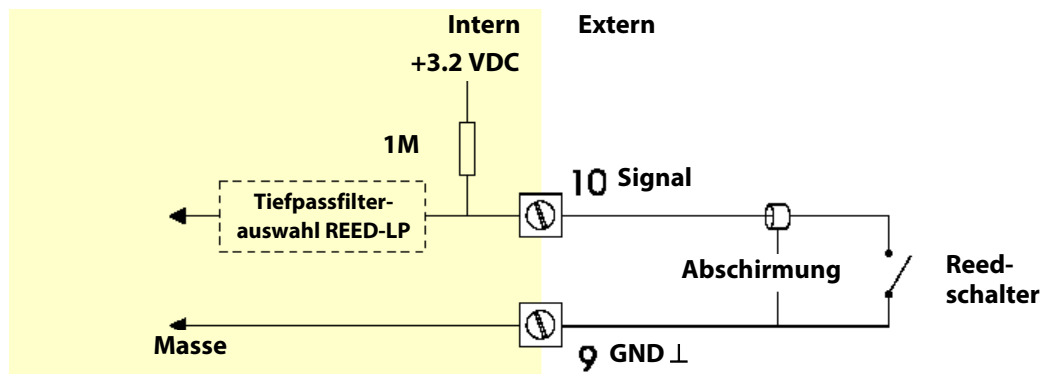 Intern
Extern
+3.2 VDC
1M
10 Signal
Tiefpassfilter-
auswahl REED-LP
Abschirmung
Reed-
schalter
Masse
9 GND ⊥